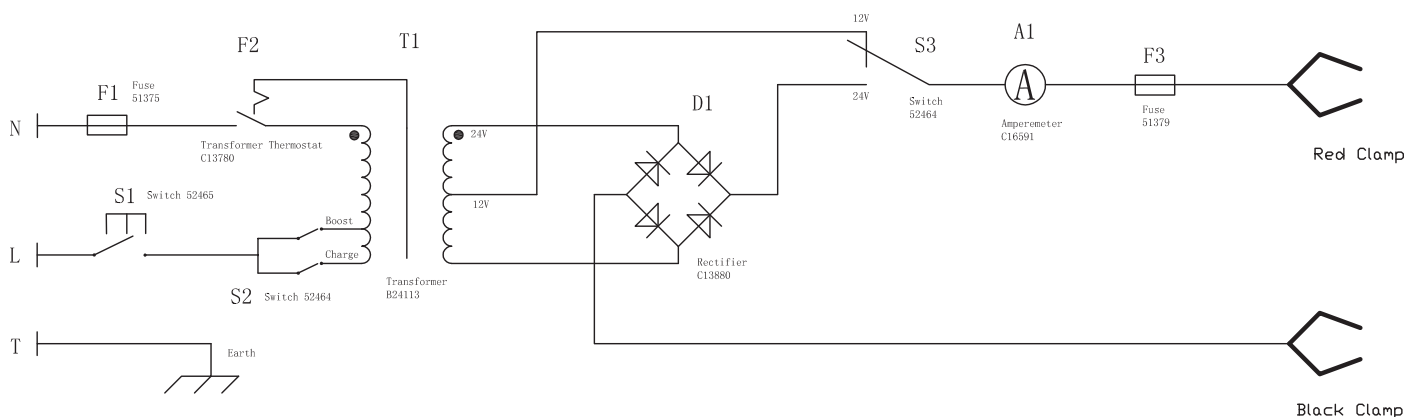 12V
S3
A1
F3
F2
T1
F1
Fuse
51375
D1
24V
Switch
52464
Fuse
51379
Amperemeter
C16591
N
24V
Transformer Thermostat
C13780
Red Clamp
S1
Switch 52465
12V
Boost
L
Charge
Rectifier
C13880
Transformer
B24113
S2
Switch 52464
T
Earth
Black Clamp